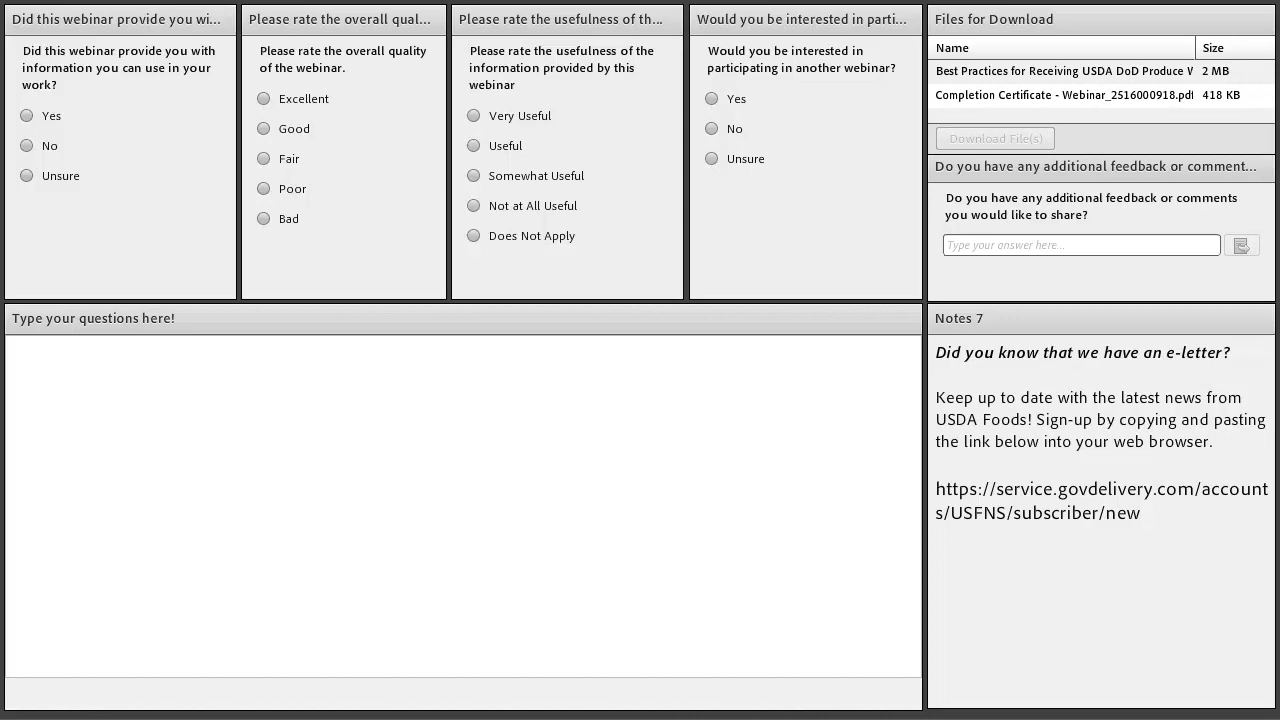 Did this webinar provide you wi...
Did this webinar provide you with
information you can use in your
work?
Yes
No
Unsure
Please rate the overall qual...
Please rate the overall quality
of the webinar.
Excellent
Good
Fair
Poor
Bad
Please rate the usefulness of th...
Please rate the usefulness of the
information provided by this
webinar
Very Useful
Useful
Somewhat Useful
Not at All Useful
Does Not Apply
Would you be interested in parti...
Would you be interested in
participating in another webinar?
Yes
No
Unsure
Files for Download
Name Size
Best Practices for Receiving USDA DoD Produce 2 MB
Completion Certificate - Webinar_2516000918.pdf 418 KB
Download File(s)
Do you have any additional feedback or comment...
Do you have any additional feedback or comments
you would like to share?
Type your answer here...
Type your questions here!
Notes 7
Did you know that we have an e-letter?
Keep up to date with the latest news from
USDA Foods! Sign-up by copying and pasting
the link below into your web browser.
https://service.govdelivery.com/account
s/USFNS/subscriber/new